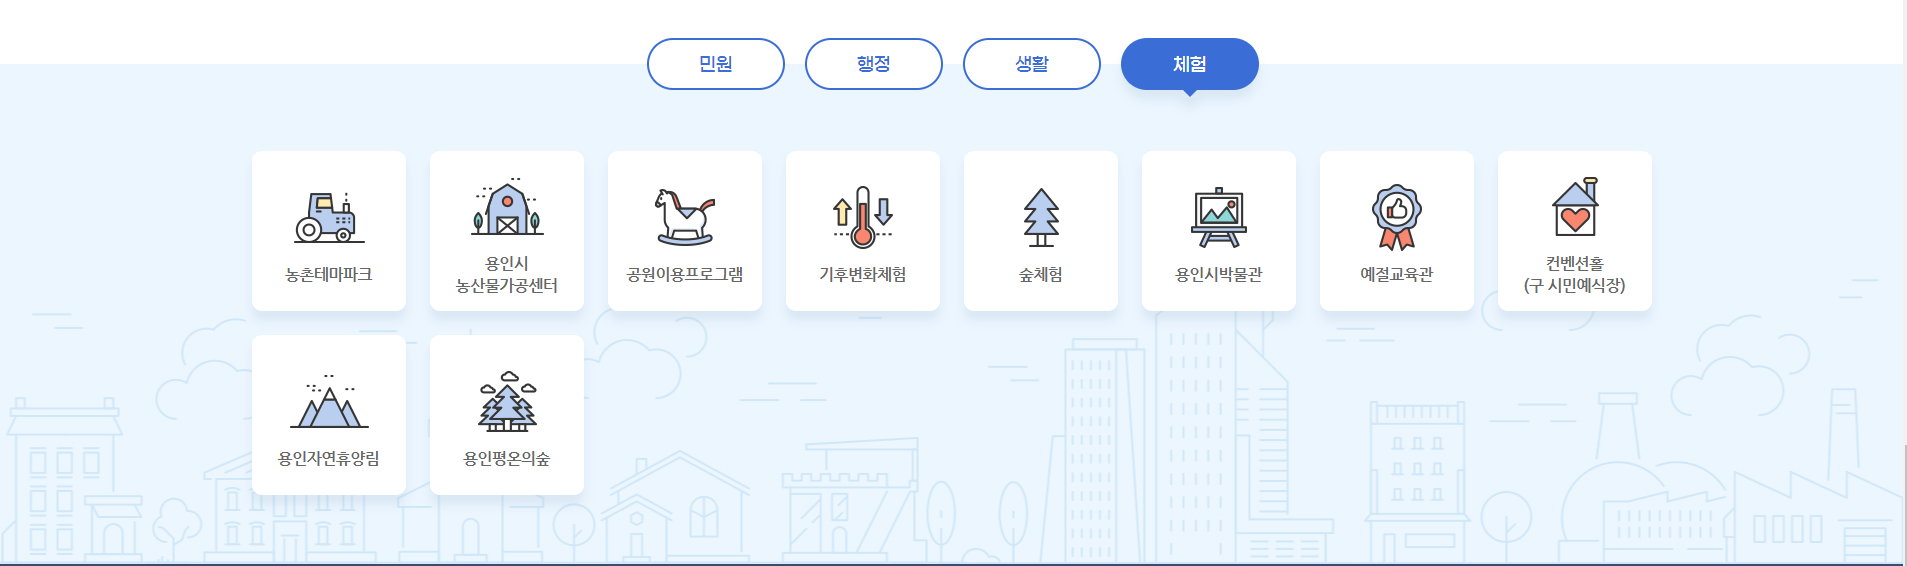 민원
행정
생활
체험
농촌테마파크
용인시
농산물가공센터
공원이용프로그램
기후변화체험
숲체험
용인시박물관
예절교육관
컨벤션홀
(구 시민예식장)
용인자연휴양림
용인평온의숲